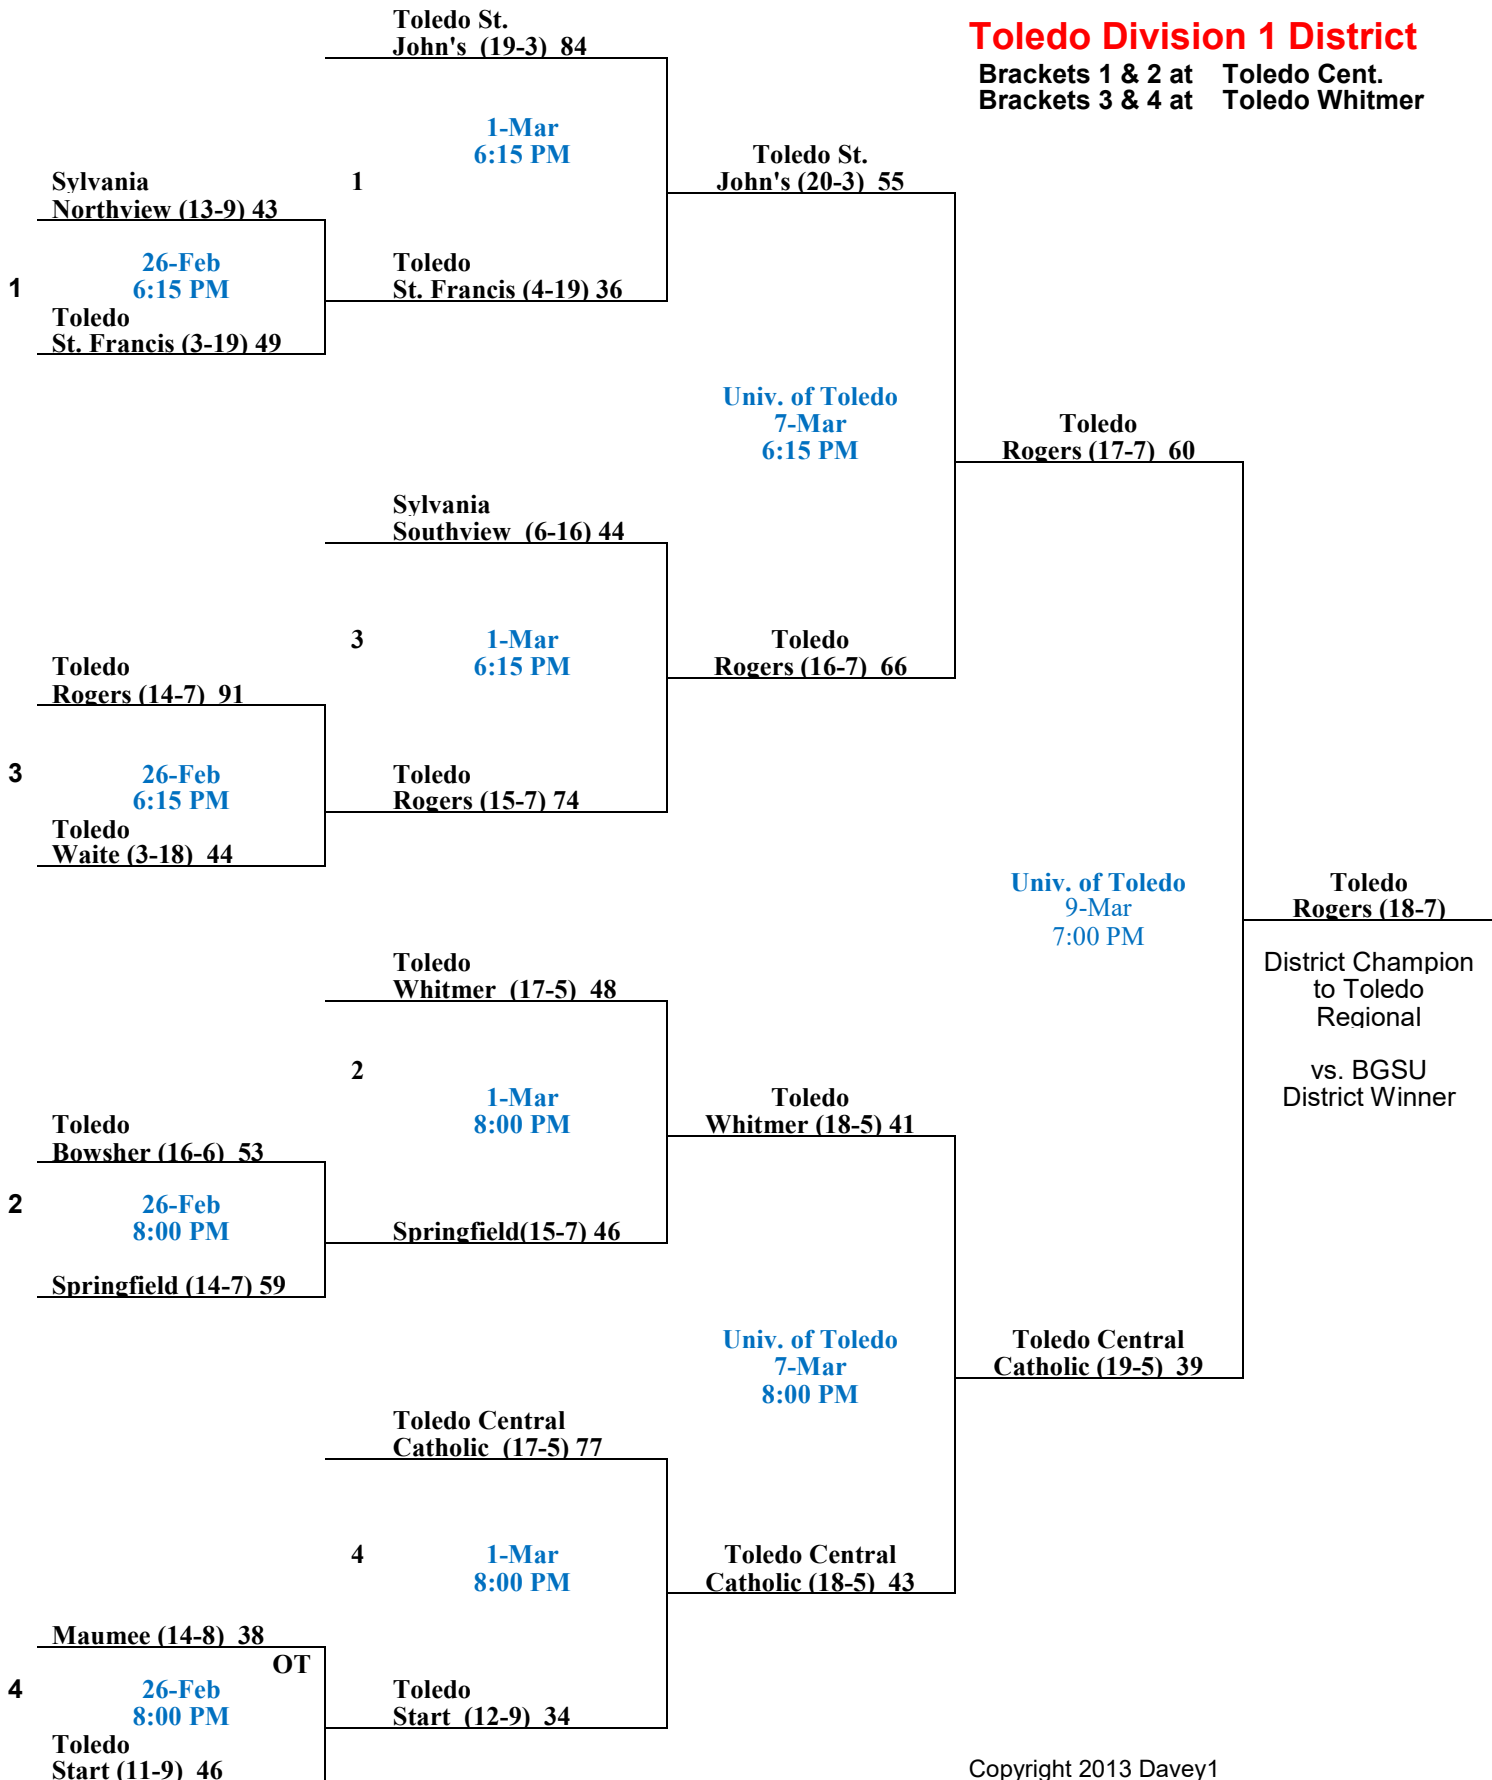 Toledo Division 1 District
Brackets 1 & 2 at Toledo Cent.
Brackets 3 & 4 at Toledo Whitmer
Toledo St.
John's (19-3) 84
1-Mar
6:15 PM
1
Sylvania
Northview (13-9) 43
26-Feb
6:15 PM
1
Toledo
St. Francis (3-19) 49
Toledo
St. Francis (4-19) 36
Toledo St.
John's (20-3) 55
Univ. of Toledo
7-Mar
6:15 PM
Toledo
Rogers (17-7) 60
Sylvania
Southview (6-16) 44
3
1-Mar
6:15 PM
Toledo
Rogers (16-7) 66
Toledo
Rogers (14-7) 91
3
26-Feb
6:15 PM
Toledo
Rogers (15-7) 74
Toledo
Waite (3-18) 44
Univ. of Toledo
9-Mar
7:00 PM
Toledo
Rogers (18-7)
District Champion
to Toledo
Regional
vs. BGSU
District Winner
Toledo
Whitmer (17-5) 48
2
1-Mar
8:00 PM
Toledo
Whitmer (18-5) 41
Toledo
Bowsher (16-6) 53
2
26-Feb
8:00 PM
Springfield(15-7) 46
Springfield (14-7) 59
Univ. of Toledo
7-Mar
8:00 PM
Toledo Central
Catholic (19-5) 39
Toledo Central
Catholic (17-5) 77
4
1-Mar
8:00 PM
Toledo Central
Catholic (18-5) 43
Maumee (14-8) 38
OT
4
26-Feb
8:00 PM
Toledo
Start (12-9) 34
Toledo
Start (11-9) 46
Copyright 2013 Davey1